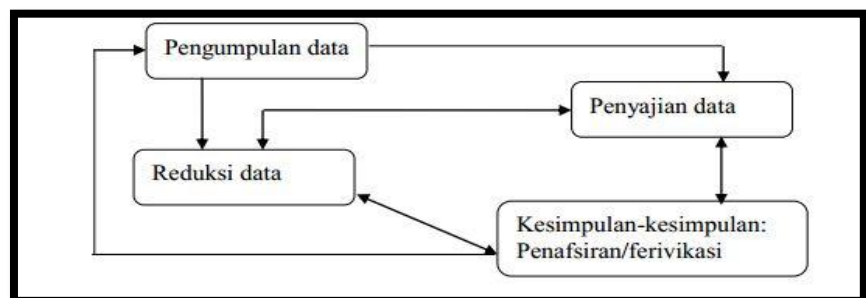 Pengumpulan data
Penyajian data
Reduksi data
Kesimpulan-kesimpulan:
Penafsiran/ferivikasi